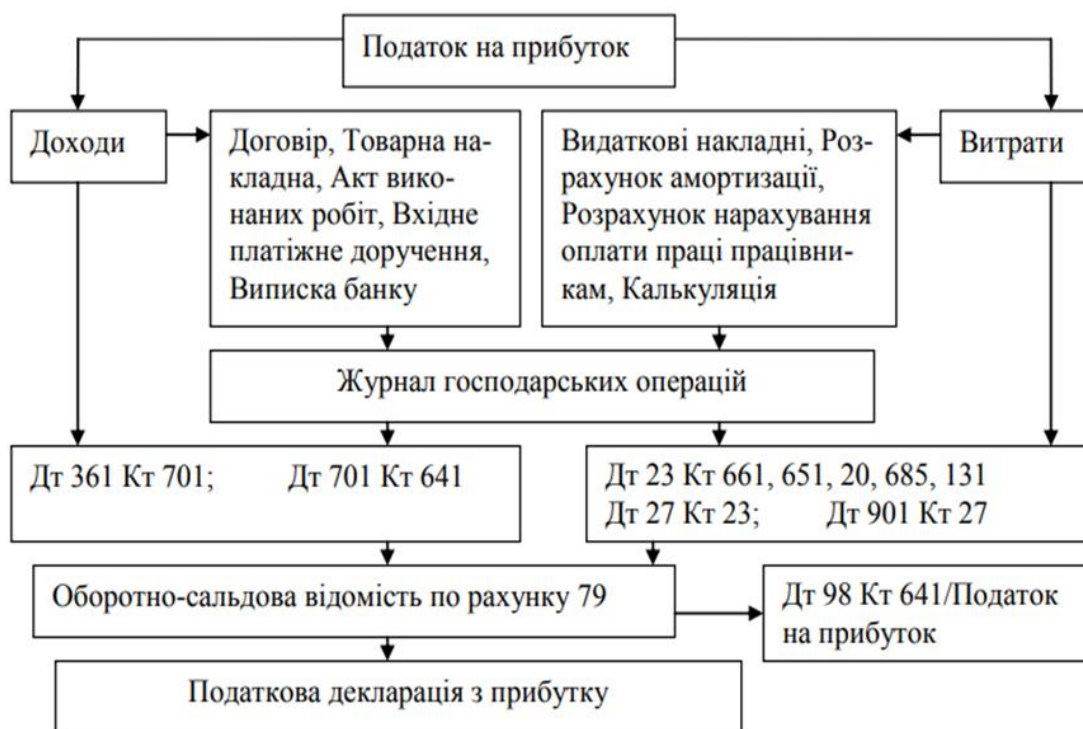 Податок на прибуток
Доходи
Договір, Товарна на-
кладна, Акт вико-
наних робіт, Вхідне
платіжне доручення,
Виписка банку
Видаткові накладні, Роз-
рахунок амортизації,
Розрахунок нарахування
оплати праці працівни-
кам, Калькуляція
Витрати
Журнал господарських операцій
Дт 361 Кт 701; Дт 701 Кт 641
Дт 23 Кт 661, 651, 20, 685, 131
Дт 27 Кт 23; Дт 901 Кт 27
Оборотно-сальдова відомість по рахунку 79
Дт 98 Кт 641/Податок
на прибуток
Податкова декларація з прибутку